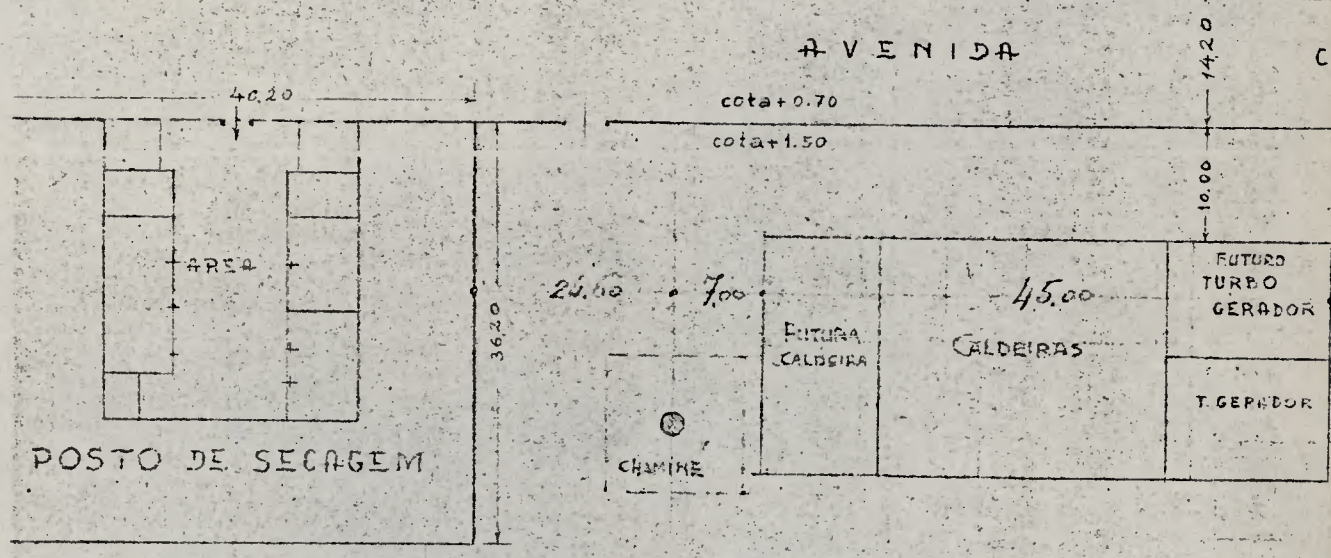 AVENIDA
14.20
C
40.20
cota+0.70
cota+1.50
10.00
AREA
36.20
7,00
45.00
FUTURO
TURBO
GERADOR
FUTURA
CALDEIRA
CALDEIRAS
T. GERADOR
CHAMINE
POSTO DE SECAGEM